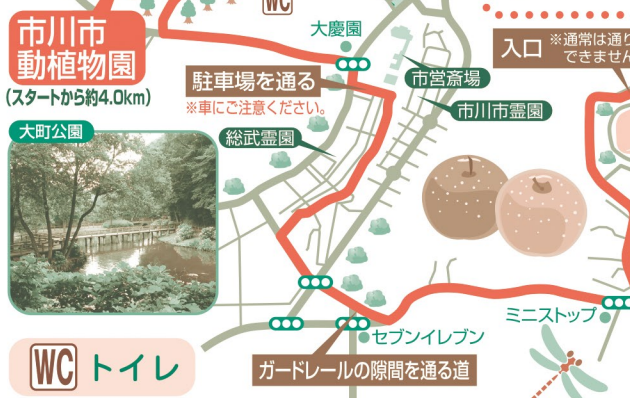 WC
市川市
動植物園
(スタートから約4.0km)
大町公園
大慶園
駐車場を通る
※車にご注意ください。
総武霊園
市営斎場
市川市霊園
入口
※通常は通り
できません
ミニストップ
セブンイレブン
ガードレールの隙間を通る道
WC トイレ